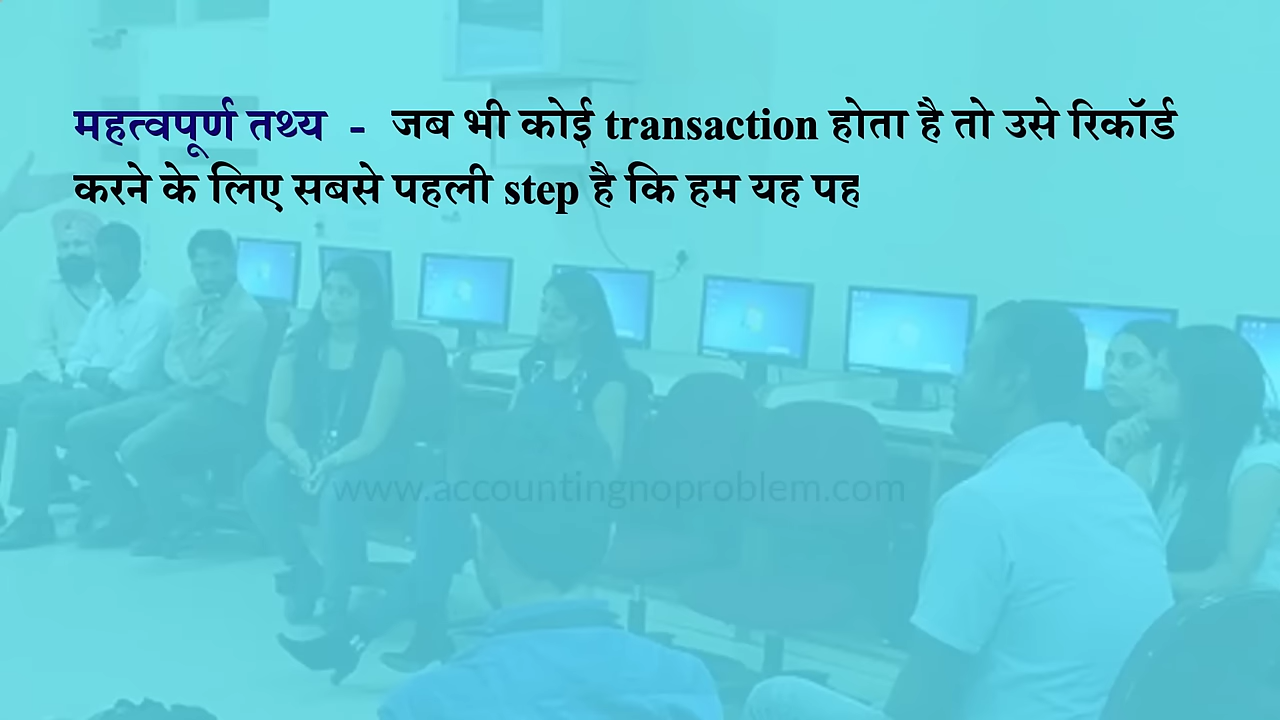 महत्वपूर्ण तथ्य - जब भी कोई transaction होता है तो उसे रिकॉर्ड
करने के लिए सबसे पहली step है कि हम यह पह
www.accountingnoproblem.com